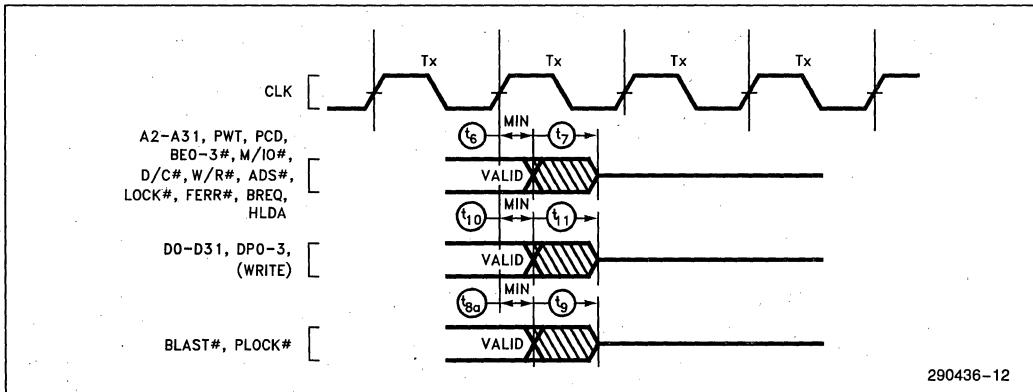 Tx Tx Tx Tx
CLK
t6 MIN t7
A2-A31, PWT, PCD,
BE0-3#, M/IO#,
D/C#, W/R#, ADS#,
LOCK#, FERR#, BREQ,
HLDA
VALID
MIN
t10 t11
D0-D31, DP0-3,
(WRITE)
VALID
MIN
t8a t9
BLAST#, PLOCK#
VALID
290436-12